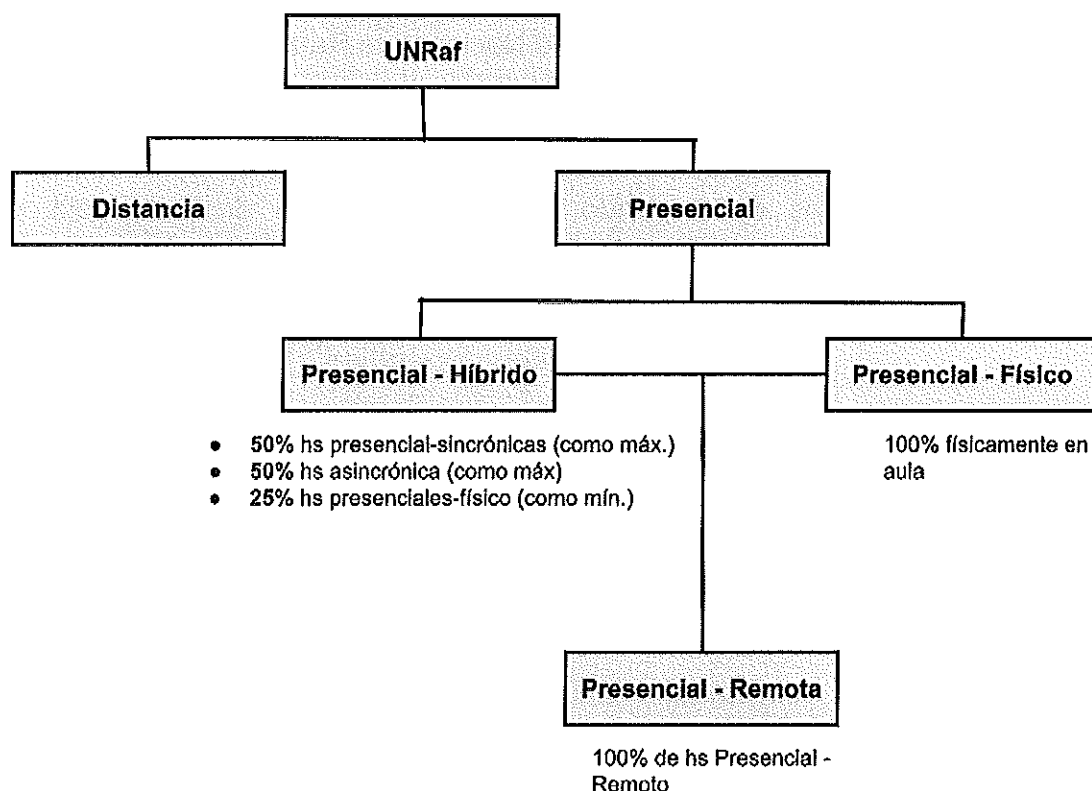 UNRaf
Distancia
Presencial
Presencial - Híbrido
Presencial - Físico
• 50% hs presencial-sincrónicas (como máx.)
• 50% hs asincrónica (como máx)
• 25% hs presenciales-físico (como mín.)
100% físicamente en
aula
Presencial - Remota
100% de hs Presencial -
Remoto